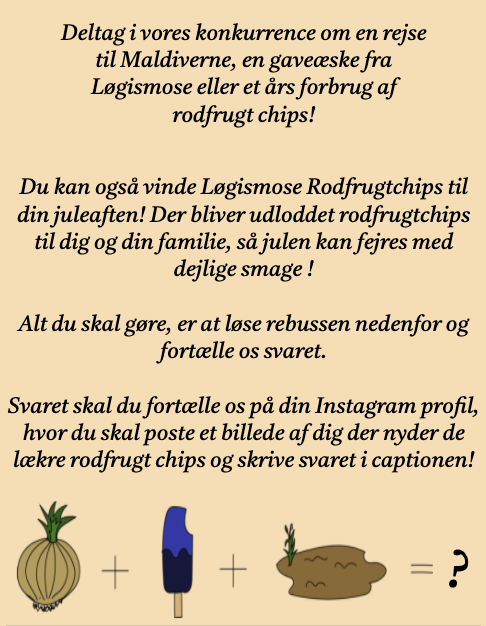 Deltag i vores konkurrence om en rejse
til Maldiverne, en gaveæske fra
Løgismose eller et års forbrug af
rodfrugt chips!
Du kan også vinde Løgismose Rodfrugtchips til
din juleaften! Der bliver udloddet rodfrugtchips
til dig og din familie, så julen kan fejres med
dejlige smage !
Alt du skal gøre, er at løse rebussen nedenfor og
fortælle os svaret.
Svaret skal du fortælle os på din Instagram profil,
hvor du skal poste et billede af dig der nyder de
lækre rodfrugt chips og skrive svaret i captionen!
+ + = ?